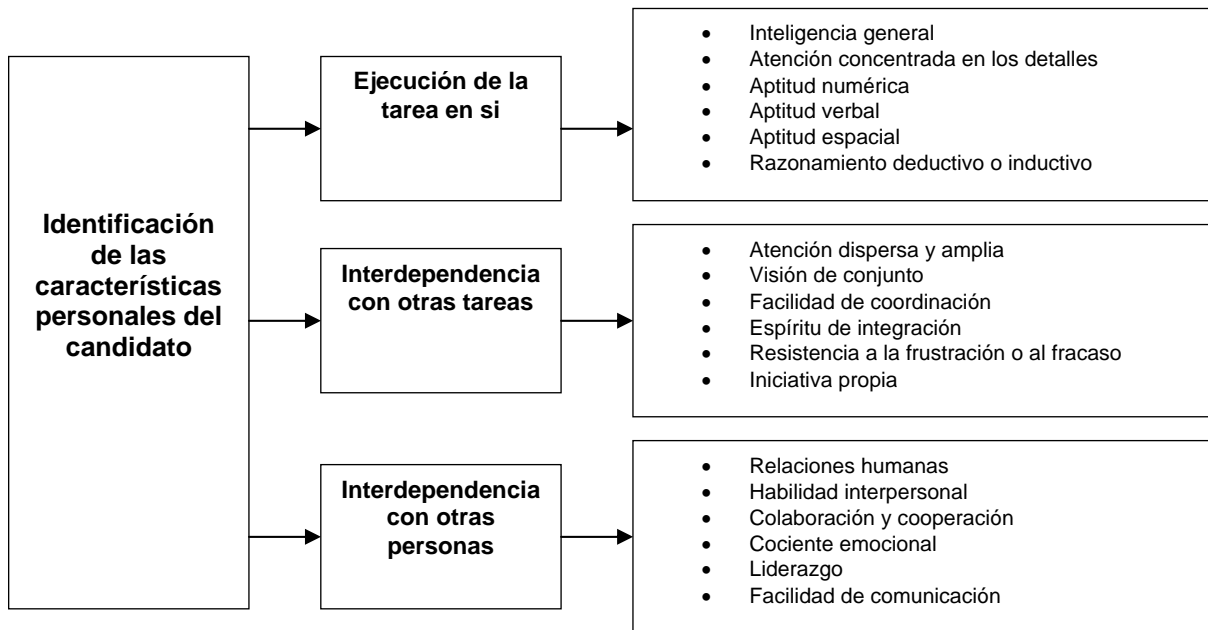 Identificación
de las
características
personales del
candidato
Ejecución de la
tarea en si
• Inteligencia general
• Atención concentrada en los detalles
• Aptitud numérica
• Aptitud verbal
• Aptitud espacial
• Razonamiento deductivo o inductivo
Interdependencia
con otras tareas
• Atención dispersa y amplia
• Visión de conjunto
• Facilidad de coordinación
• Espíritu de integración
• Resistencia a la frustración o al fracaso
• Iniciativa propia
Interdependencia
con otras
personas
• Relaciones humanas
• Habilidad interpersonal
• Colaboración y cooperación
• Cociente emocional
• Liderazgo
• Facilidad de comunicación